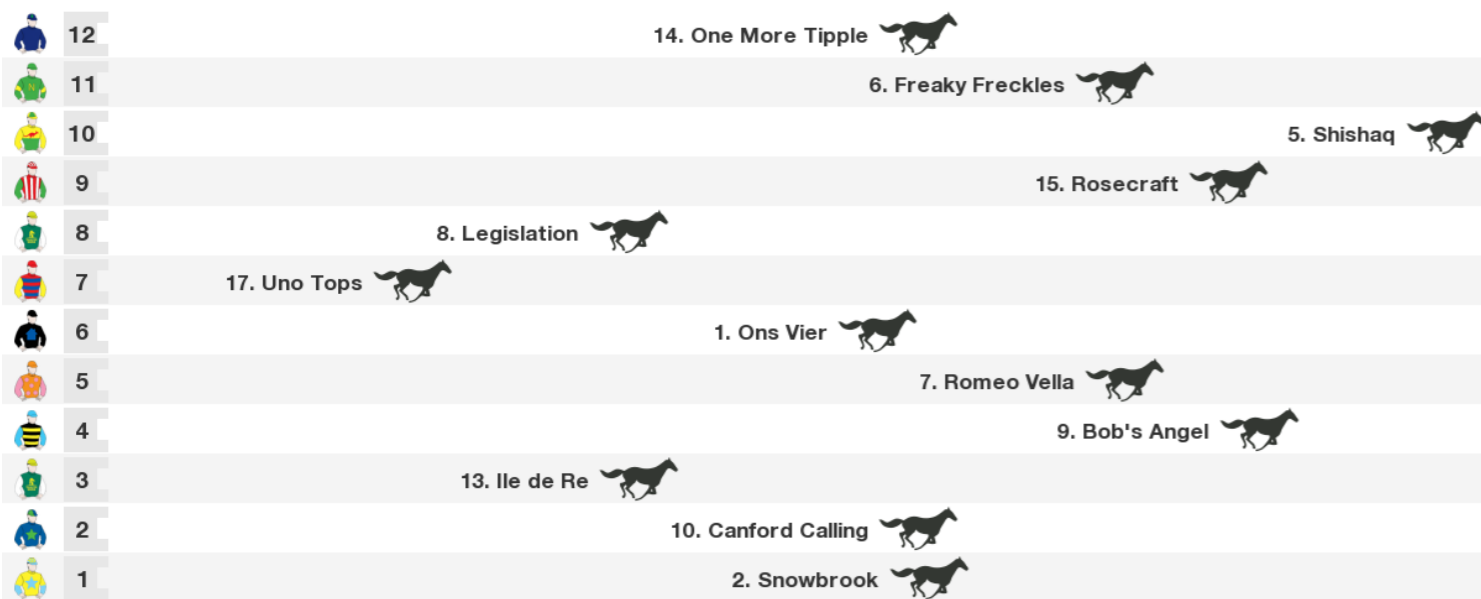 12 14. One More Tipple
11 6. Freaky Freckles
10 5. Shishaq
9 15. Rosecraft
8 8. Legislation
7 17. Uno Tops
6 1. Ons Vier
5 7. Romeo Vella
4 9. Bob's Angel
3 13. Ile de Re
2 10. Canford Calling
1 2. Snowbrook